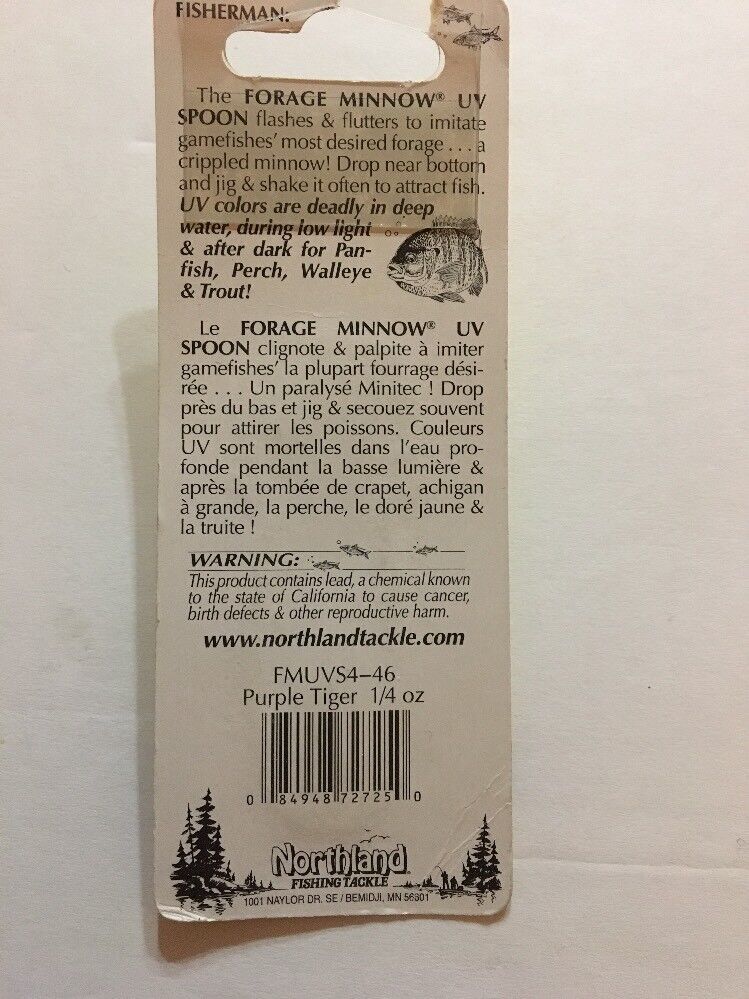 FISHERMAN:
The FORAGE MINNOW® UV
SPOON flashes & flutters to imitate
gamefishes' most desired forage . . . a
crippled minnow! Drop near bottom
and jig & shake it often to attract fish.
UV colors are deadly in deep
water, during low light
& after dark for Pan-
fish, Perch, Walleye
& Trout!
Le FORAGE MINNOW® UV
SPOON clignote & palpite à imiter
gamefishes' la plupart fourrage dési-
rée . . . Un paralysé Minitec ! Drop
près du bas et jig & secouez souvent
pour attirer les poissons. Couleurs
UV sont mortelles dans l'eau pro-
fonde pendant la basse lumière &
après la tombée de crapet, achigan
à grande, la perche, le doré jaune &
la truite !
WARNING:
This product contains lead, a chemical known
to the state of California to cause cancer,
birth defects & other reproductive harm.
www.northlandtackle.com
FMUVS4–46
Purple Tiger 1/4 oz
0 84948 72725 0
Northland
FISHING TACKLE
1001 NAYLOR DR. SE / BEMIDJI, MN 56601